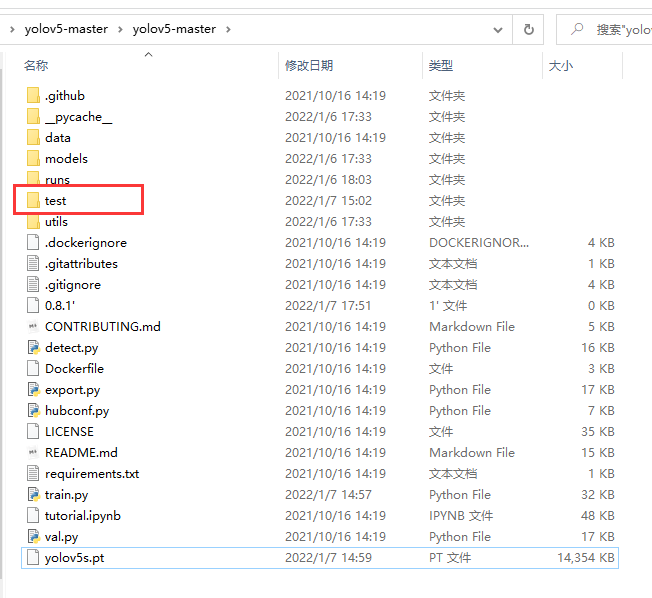 yolov5-master > yolov5-master > 搜索"yolov
名称 修改日期 类型 大小
.github 2021/10/16 14:19 文件夹
__pycache__ 2022/1/6 17:33 文件夹
data 2021/10/16 14:19 文件夹
models 2022/1/6 17:33 文件夹
runs 2022/1/6 18:03 文件夹
test 2022/1/7 15:02 文件夹
utils 2022/1/6 17:33 文件夹
.dockerignore 2021/10/16 14:19 DOCKERIGNOR... 4 KB
.gitattributes 2021/10/16 14:19 文本文档 1 KB
.gitignore 2021/10/16 14:19 文本文档 4 KB
0.8.1' 2022/1/7 17:51 1' 文件 0 KB
CONTRIBUTING.md 2021/10/16 14:19 Markdown File 5 KB
detect.py 2021/10/16 14:19 Python File 16 KB
Dockerfile 2021/10/16 14:19 文件 3 KB
export.py 2021/10/16 14:19 Python File 17 KB
hubconf.py 2021/10/16 14:19 Python File 7 KB
LICENSE 2021/10/16 14:19 文件 35 KB
README.md 2021/10/16 14:19 Markdown File 15 KB
requirements.txt 2021/10/16 14:19 文本文档 1 KB
train.py 2022/1/7 14:57 Python File 32 KB
tutorial.ipynb 2021/10/16 14:19 IPYNB 文件 48 KB
val.py 2021/10/16 14:19 Python File 17 KB
yolov5s.pt 2022/1/7 14:59 PT 文件 14,354 KB